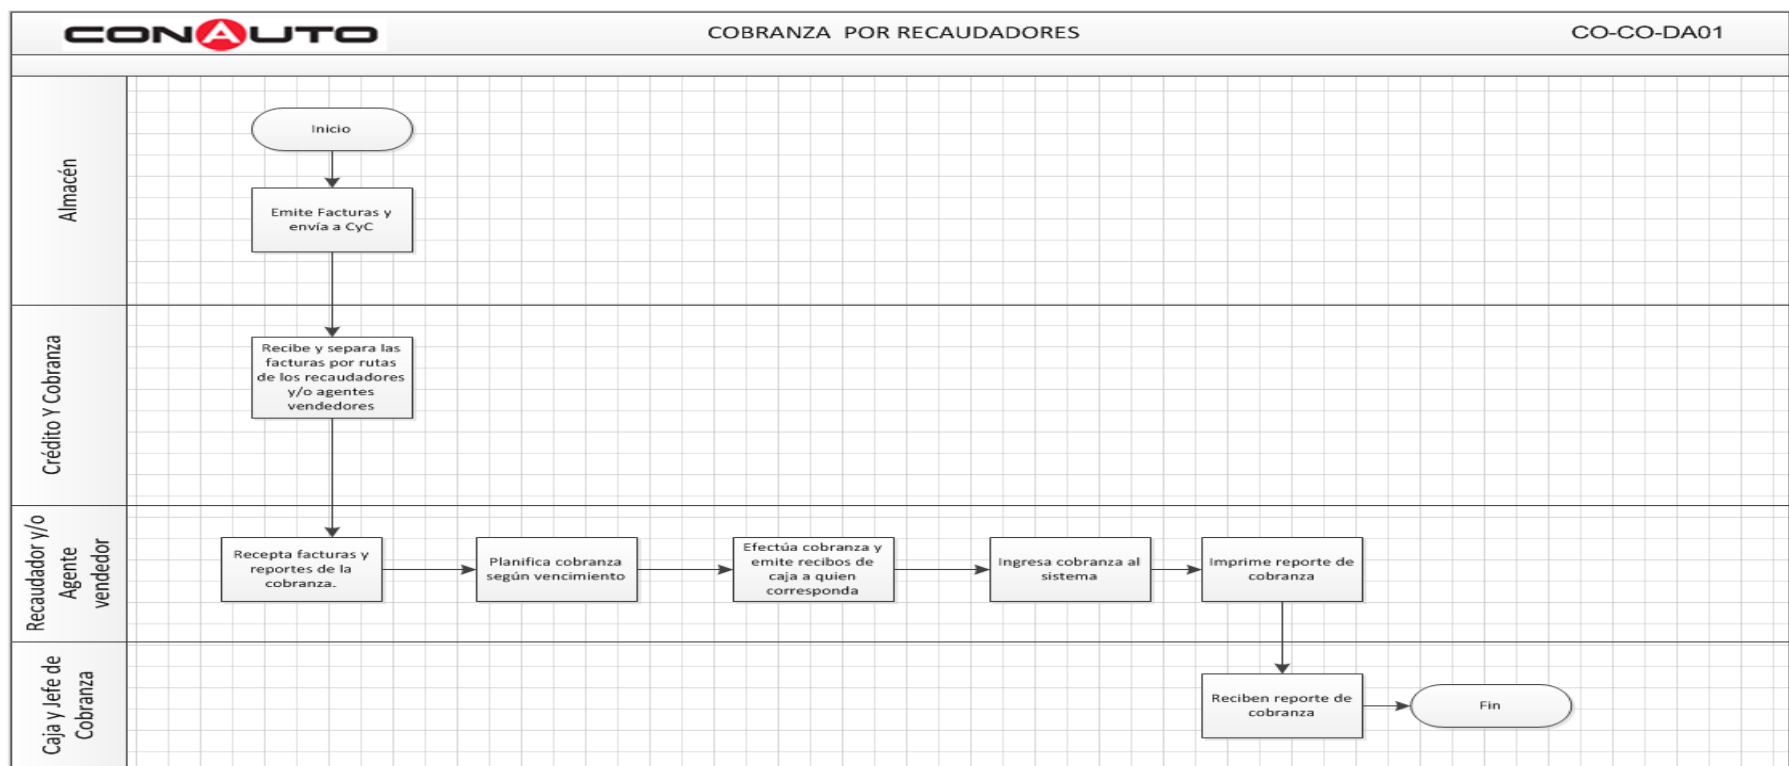 CONAUTO
COBRANZA POR RECAUDADORES
CO-CO-DA01
Almacén
Inicio
Emite Facturas y
envía a CyC
Crédito Y Cobranza
Recibe y separa las
facturas por rutas
de los recaudadores
y/o agentes
vendedores
Recaudador y/o
Agente
vendedor
Recepta facturas y
reportes de la
cobranza.
Planifica cobranza
según vencimiento
Efectúa cobranza y
emite recibos de
caja a quien
corresponda
Ingresa cobranza al
sistema
Imprime reporte de
cobranza
Caja y Jefe de
Cobranza
Reciben reporte de
cobranza
Fin